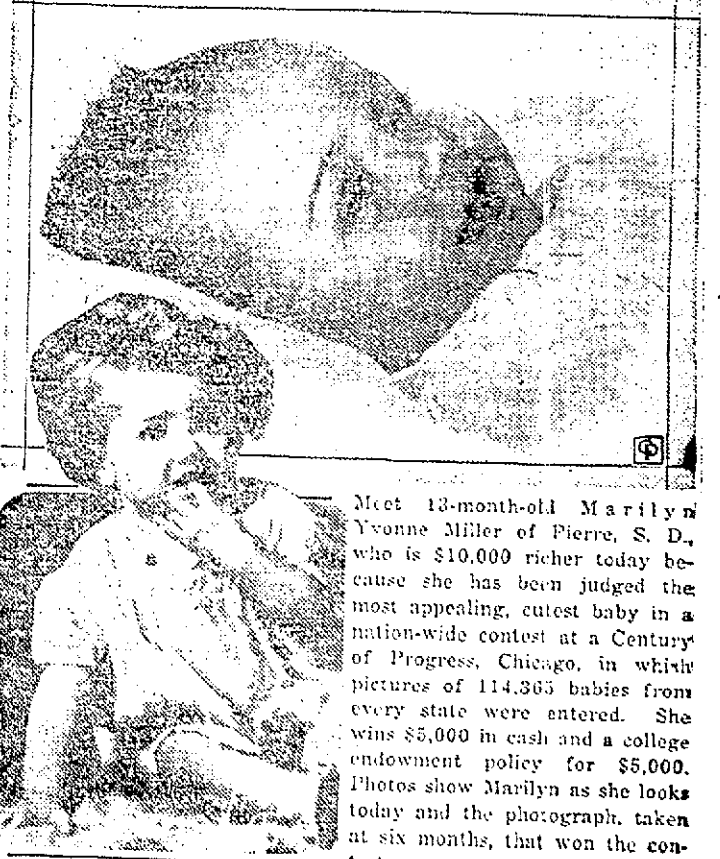 Meet 13-month-old Marilyn
Yvonne Miller of Pierre, S. D.,
who is $10,000 richer today be-
cause she has been judged the
most appealing, cutest baby in a
nation-wide contest at a Century
of Progress, Chicago, in whish
pictures of 114,365 babies from
every state were entered. She
wins $5,000 in cash and a college
endowment policy for $5,000.
Photos show Marilyn as she looks
today and the photograph, taken
at six months, that won the con-